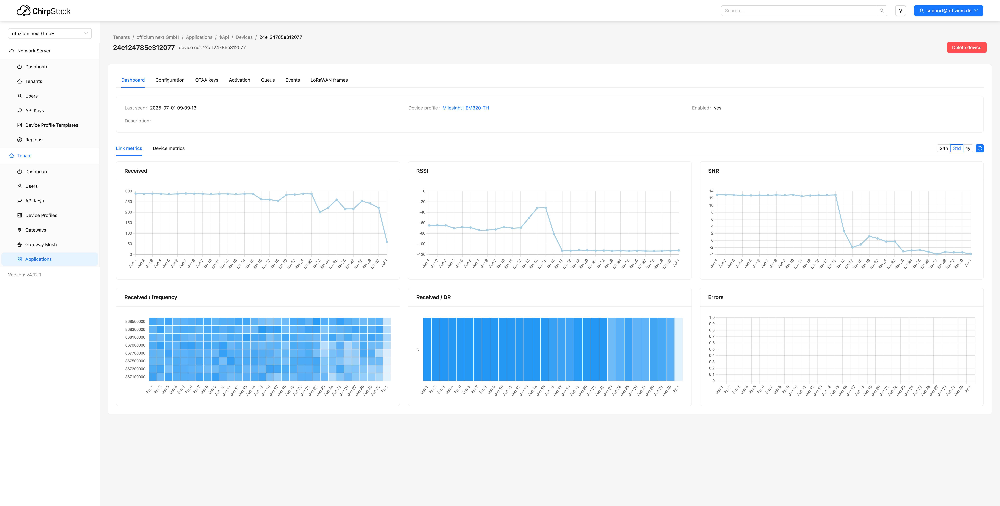 ChirpStack
Search...
?
support@offizium.de
offizium next GmbH
Network Server
Dashboard
Tenants
Users
API Keys
Device Profile Templates
Regions
Tenant
Dashboard
Users
API Keys
Device Profiles
Gateways
Gateway Mesh
Applications
Version: v4.12.1
Tenants / offizium next GmbH / Applications / $Api / Devices / 24e124785e312077
24e124785e312077 device eui: 24e124785e312077
Delete device
Dashboard Configuration OTAA keys Activation Queue Events LoRaWAN frames
Last seen: 2025-07-01 09:09:13 Device profile: Milesight | EM320-TH Enabled: yes
Description:
Link metrics Device metrics
24h 31d 1y
Received
300
250
200
150
100
50
0
Jun 1 Jun 2 Jun 3 Jun 4 Jun 5 Jun 6 Jun 7 Jun 8 Jun 9 Jun 10 Jun 11 Jun 12 Jun 13 Jun 14 Jun 15 Jun 16 Jun 17 Jun 18 Jun 19 Jun 20 Jun 21 Jun 22 Jun 23 Jun 24 Jun 25 Jun 26 Jun 27 Jun 28 Jun 29 Jun 30 Jul 1
RSSI
0
-20
-40
-60
-80
-100
-120
Jun 1 Jun 2 Jun 3 Jun 4 Jun 5 Jun 6 Jun 7 Jun 8 Jun 9 Jun 10 Jun 11 Jun 12 Jun 13 Jun 14 Jun 15 Jun 16 Jun 17 Jun 18 Jun 19 Jun 20 Jun 21 Jun 22 Jun 23 Jun 24 Jun 25 Jun 26 Jun 27 Jun 28 Jun 29 Jun 30 Jul 1
SNR
14
12
10
8
6
4
2
0
-2
-4
Jun 1 Jun 2 Jun 3 Jun 4 Jun 5 Jun 6 Jun 7 Jun 8 Jun 9 Jun 10 Jun 11 Jun 12 Jun 13 Jun 14 Jun 15 Jun 16 Jun 17 Jun 18 Jun 19 Jun 20 Jun 21 Jun 22 Jun 23 Jun 24 Jun 25 Jun 26 Jun 27 Jun 28 Jun 29 Jun 30 Jul 1
Received / frequency
868500000
868300000
868100000
867900000
867700000
867500000
867300000
867100000
Jun 1 Jun 2 Jun 3 Jun 4 Jun 5 Jun 6 Jun 7 Jun 8 Jun 9 Jun 10 Jun 11 Jun 12 Jun 13 Jun 14 Jun 15 Jun 16 Jun 17 Jun 18 Jun 19 Jun 20 Jun 21 Jun 22 Jun 23 Jun 24 Jun 25 Jun 26 Jun 27 Jun 28 Jun 29 Jun 30 Jul 1
Received / DR
5
Jun 1 Jun 2 Jun 3 Jun 4 Jun 5 Jun 6 Jun 7 Jun 8 Jun 9 Jun 10 Jun 11 Jun 12 Jun 13 Jun 14 Jun 15 Jun 16 Jun 17 Jun 18 Jun 19 Jun 20 Jun 21 Jun 22 Jun 23 Jun 24 Jun 25 Jun 26 Jun 27 Jun 28 Jun 29 Jun 30 Jul 1
Errors
1,0
0,9
0,8
0,7
0,6
0,5
0,4
0,3
0,2
0,1
0
Jun 1 Jun 2 Jun 3 Jun 4 Jun 5 Jun 6 Jun 7 Jun 8 Jun 9 Jun 10 Jun 11 Jun 12 Jun 13 Jun 14 Jun 15 Jun 16 Jun 17 Jun 18 Jun 19 Jun 20 Jun 21 Jun 22 Jun 23 Jun 24 Jun 25 Jun 26 Jun 27 Jun 28 Jun 29 Jun 30 Jul 1